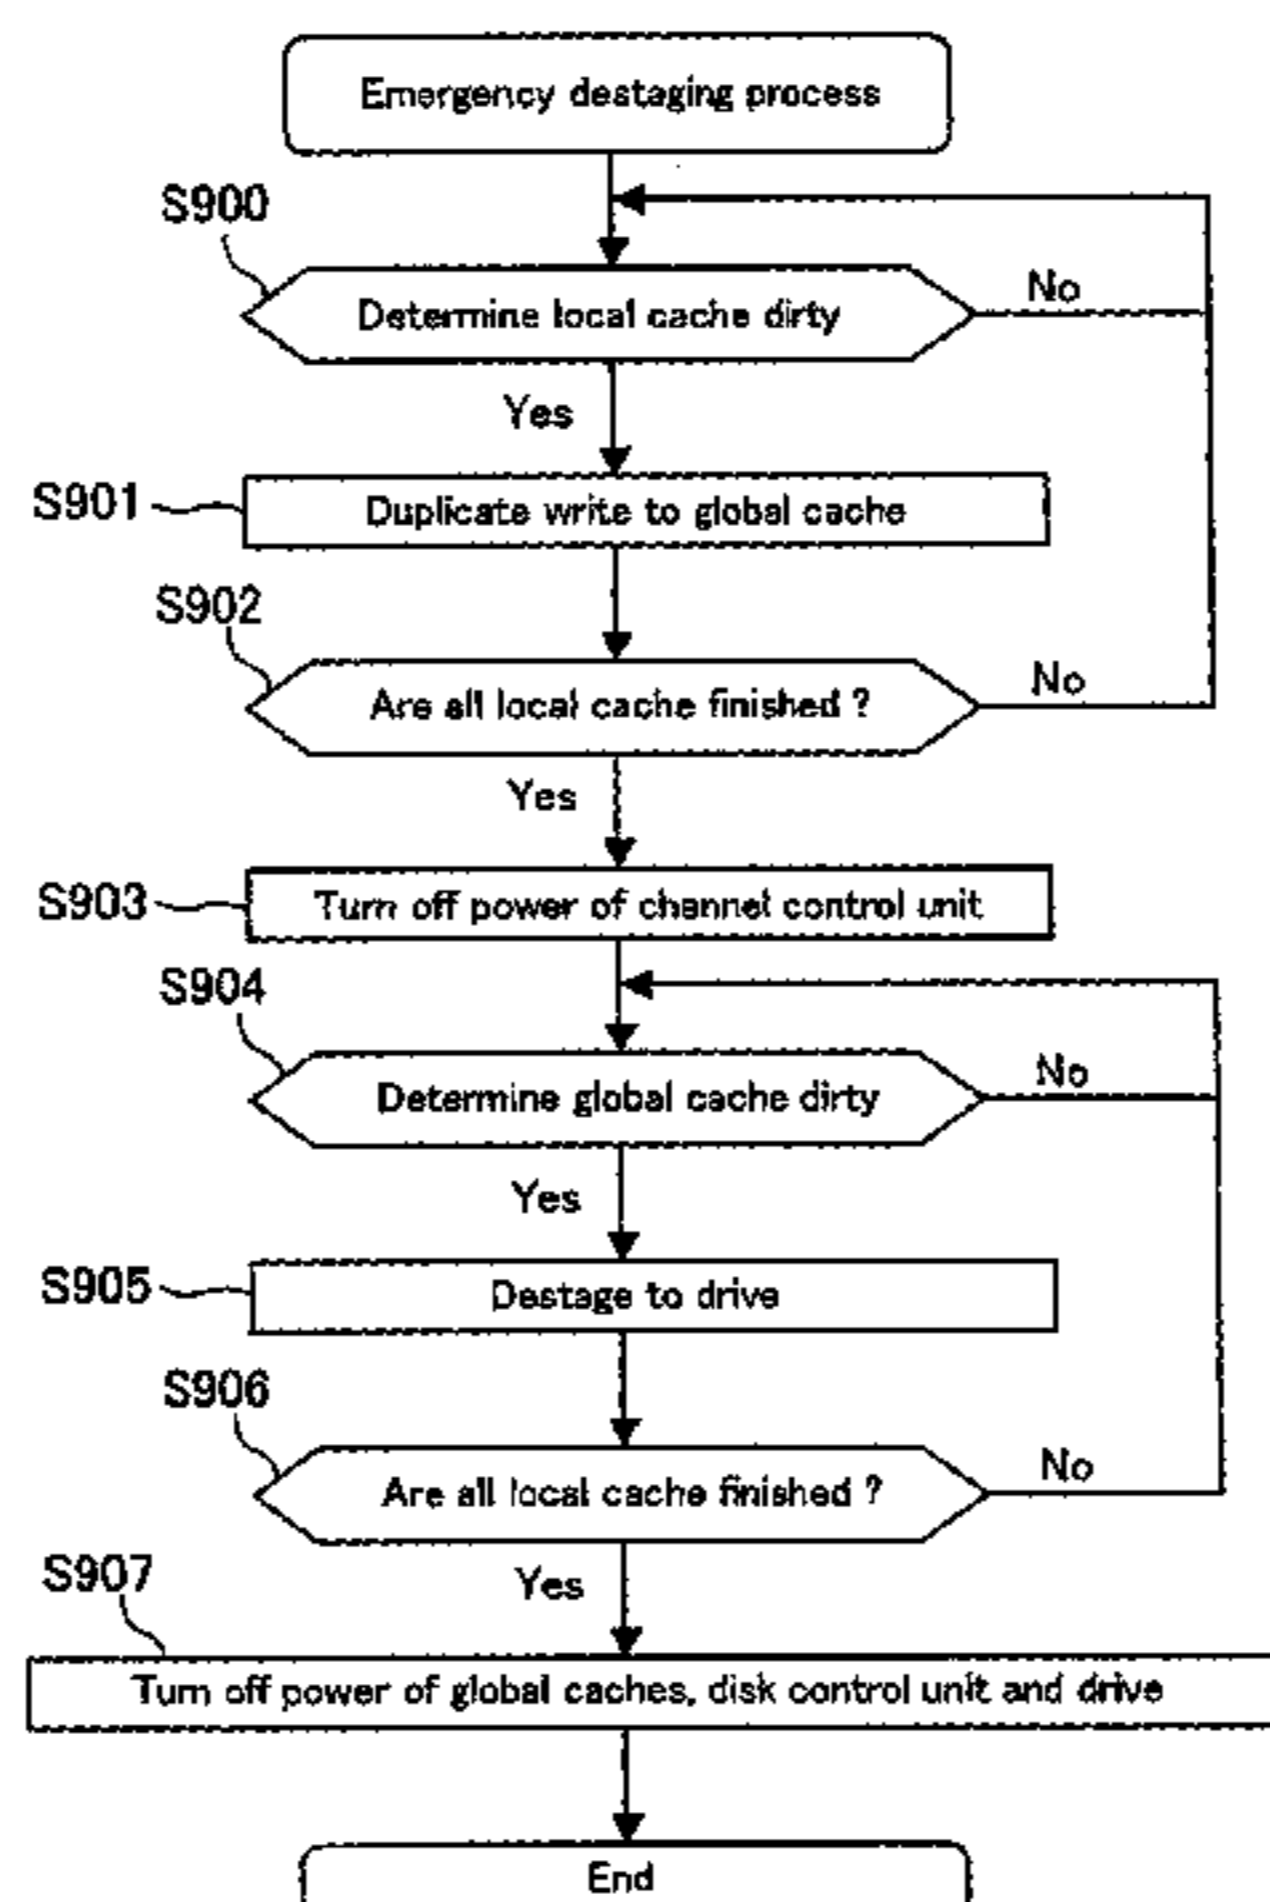 Emergency destaging process
S900
Determine local cache dirty
No
Yes
S901
Duplicate write to global cache
S902
Are all local cache finished ?
No
Yes
S903
Turn off power of channel control unit
S904
Determine global cache dirty
No
Yes
S905
Destage to drive
S906
Are all local cache finished ?
No
Yes
S907
Turn off power of global caches, disk control unit and drive
End